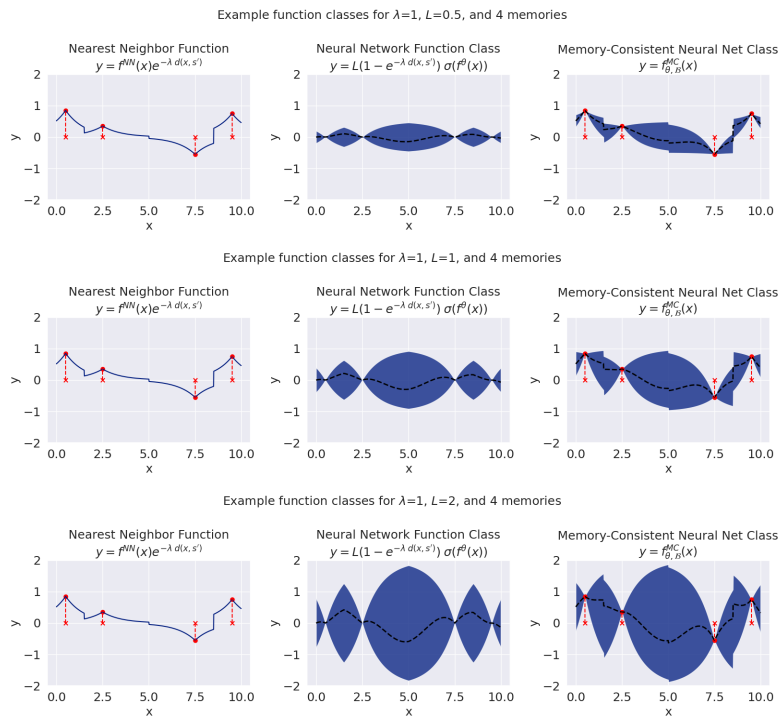 Example function classes for λ=1, L=0.5, and 4 memories
Nearest Neighbor Function
y = f^{NN}(x)e^{−λ d(x, s′)}
Neural Network Function Class
y = L(1 − e^{−λ d(x, s′)}) σ(f^θ(x))
Memory-Consistent Neural Net Class
y = f^{MC}_{θ, ℬ}(x)
2
1
0
−1
−2
y
0.0 2.5 5.0 7.5 10.0
x
2
1
0
−1
−2
y
0.0 2.5 5.0 7.5 10.0
x
2
1
0
−1
−2
y
0.0 2.5 5.0 7.5 10.0
x
Example function classes for λ=1, L=1, and 4 memories
Nearest Neighbor Function
y = f^{NN}(x)e^{−λ d(x, s′)}
Neural Network Function Class
y = L(1 − e^{−λ d(x, s′)}) σ(f^θ(x))
Memory-Consistent Neural Net Class
y = f^{MC}_{θ, ℬ}(x)
2
1
0
−1
−2
y
0.0 2.5 5.0 7.5 10.0
x
2
1
0
−1
−2
y
0.0 2.5 5.0 7.5 10.0
x
2
1
0
−1
−2
y
0.0 2.5 5.0 7.5 10.0
x
Example function classes for λ=1, L=2, and 4 memories
Nearest Neighbor Function
y = f^{NN}(x)e^{−λ d(x, s′)}
Neural Network Function Class
y = L(1 − e^{−λ d(x, s′)}) σ(f^θ(x))
Memory-Consistent Neural Net Class
y = f^{MC}_{θ, ℬ}(x)
2
1
0
−1
−2
y
0.0 2.5 5.0 7.5 10.0
x
2
1
0
−1
−2
y
0.0 2.5 5.0 7.5 10.0
x
2
1
0
−1
−2
y
0.0 2.5 5.0 7.5 10.0
x